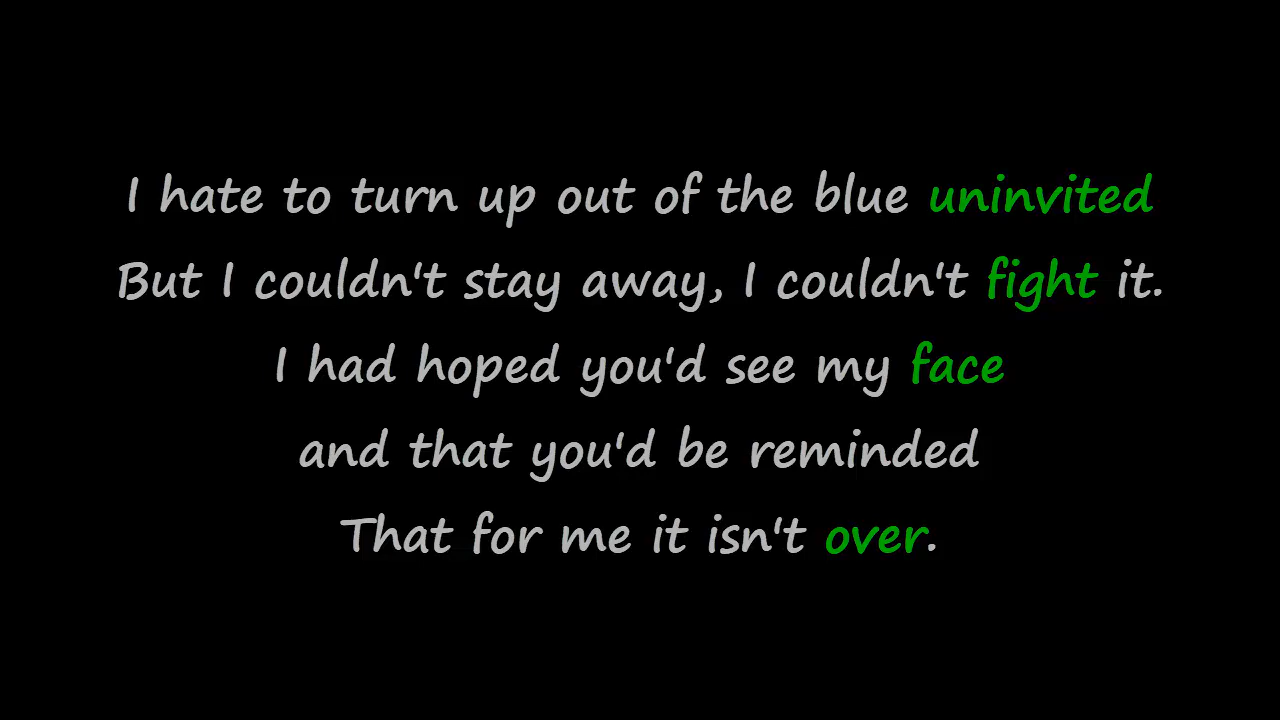 I hate to turn up out of the blue uninvited
But I couldn't stay away, I couldn't fight it.
I had hoped you'd see my face
and that you'd be reminded
That for me it isn't over.